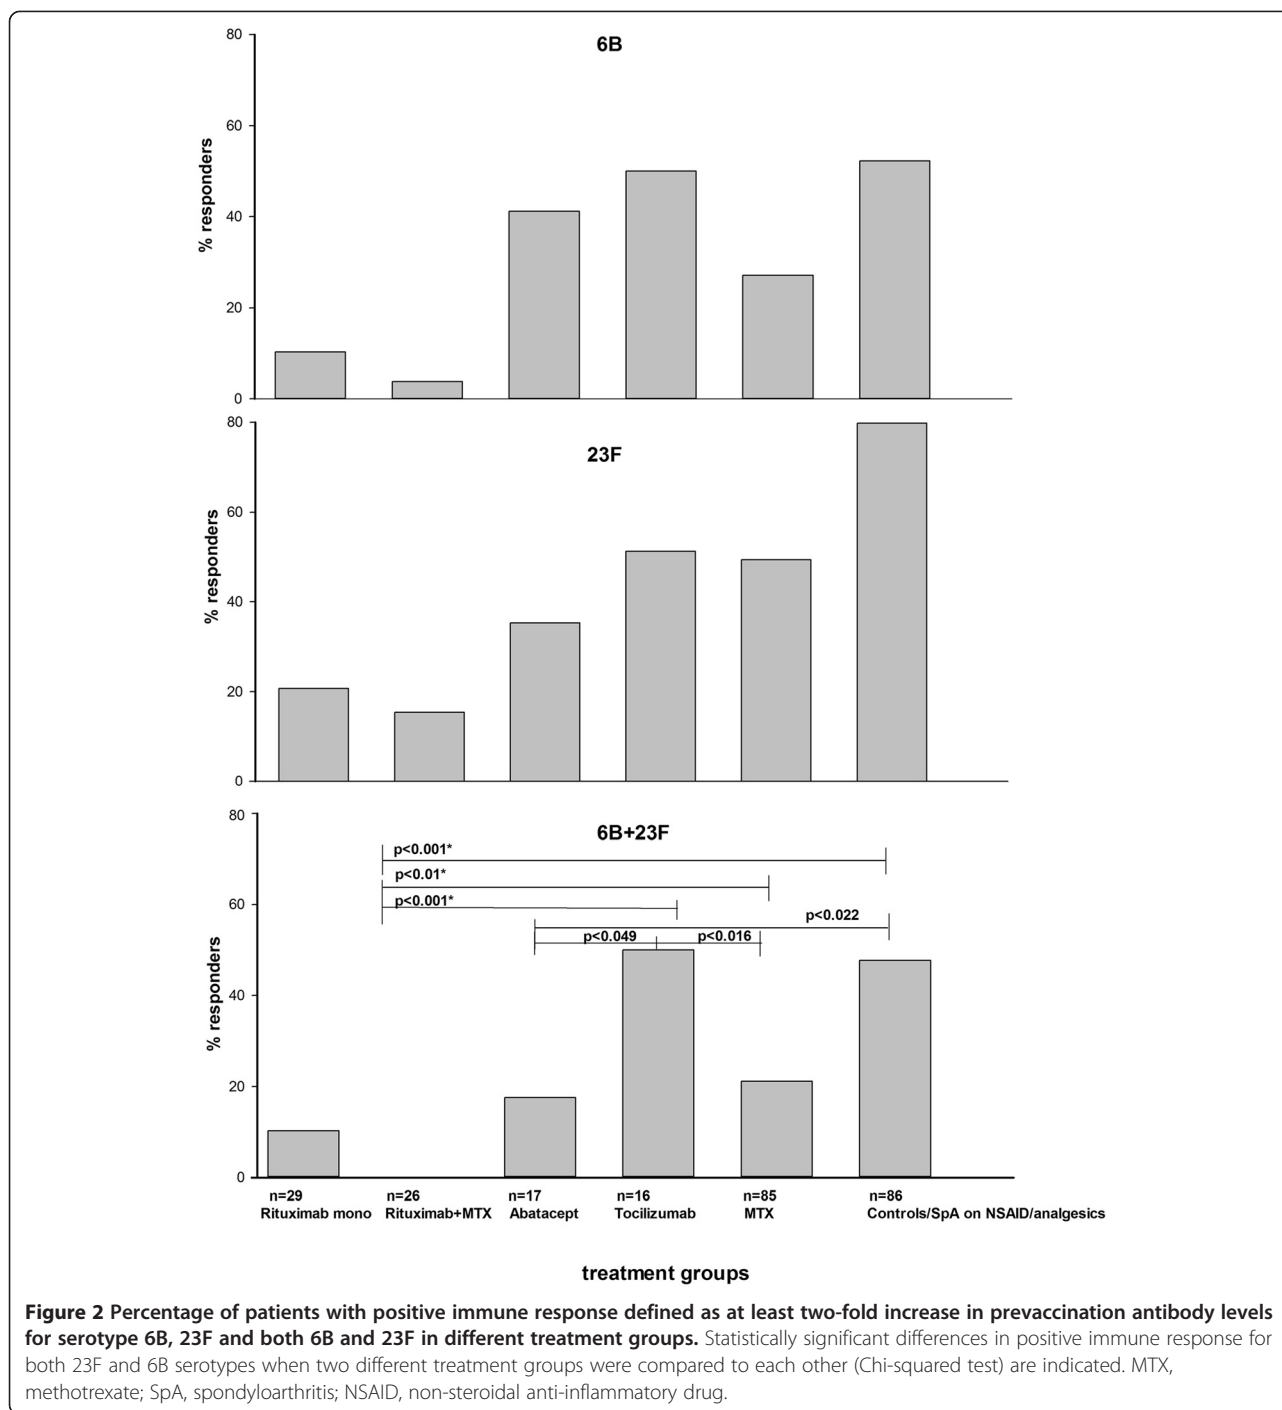 80
6B
60
% responders
40
20
0
80
23F
60
% responders
40
20
0
80
6B+23F
p<0.001*
p<0.01*
p<0.001*
60
p<0.022
p<0.049 p<0.016
% responders
40
20
0
n=29 n=26 n=17 n=16 n=85 n=86
Rituximab mono Rituximab+MTX Abatacept Tocilizumab MTX Controls/SpA on NSAID/analgesics
treatment groups
Figure 2 Percentage of patients with positive immune response defined as at least two-fold increase in prevaccination antibody levels
for serotype 6B, 23F and both 6B and 23F in different treatment groups. Statistically significant differences in positive immune response for
both 23F and 6B serotypes when two different treatment groups were compared to each other (Chi-squared test) are indicated. MTX,
methotrexate; SpA, spondyloarthritis; NSAID, non-steroidal anti-inflammatory drug.